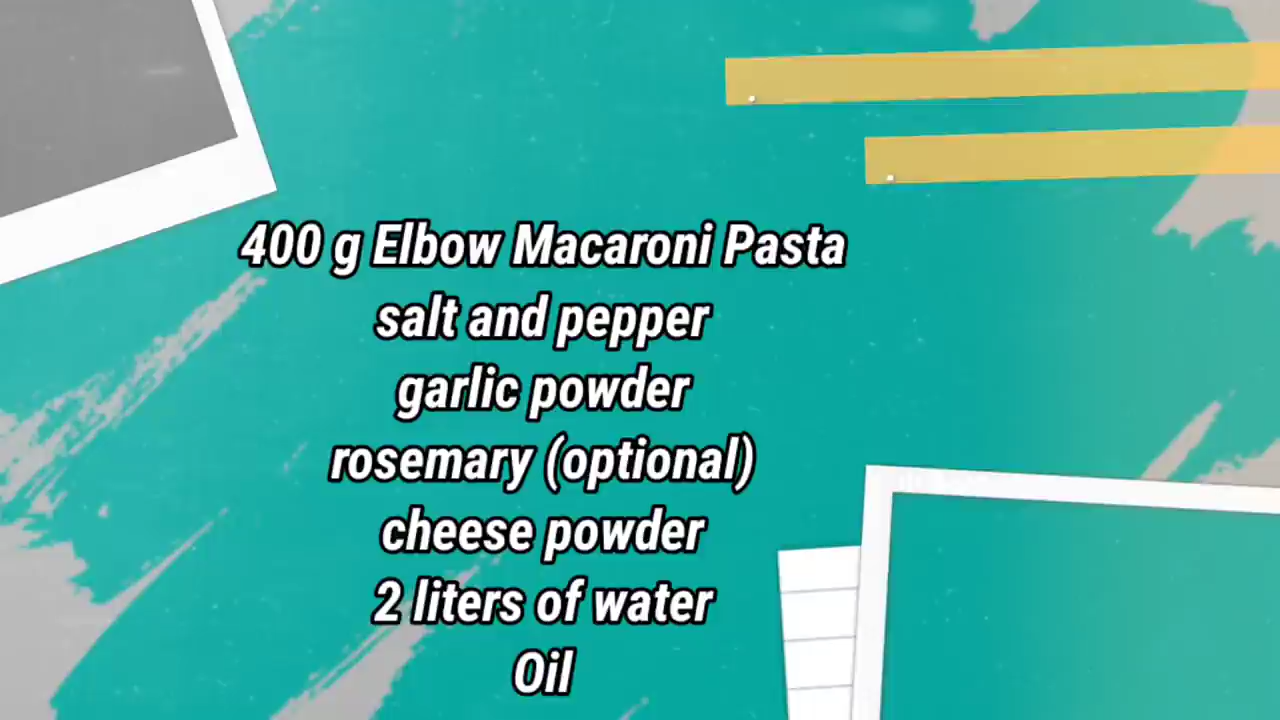 400 g Elbow Macaroni Pasta
salt and pepper
garlic powder
rosemary (optional)
cheese powder
2 liters of water
Oil